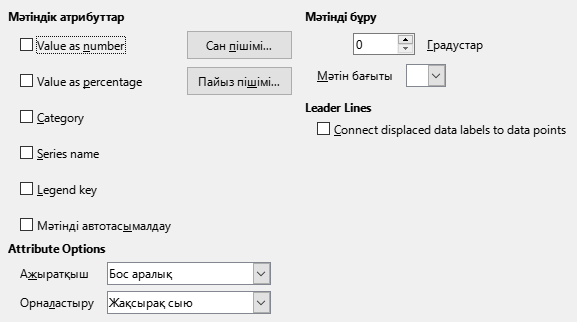 Мәтіндік атрибуттар
Value as number
Сан пішімі...
Value as percentage
Пайыз пішімі...
Category
Series name
Legend key
Мәтінді автотасымалдау
Attribute Options
Ажыратқыш
Бос аралық
Орналастыру
Жақсырақ сыю
Мәтінді бұру
0
Градустар
Мәтін бағыты
Leader Lines
Connect displaced data labels to data points